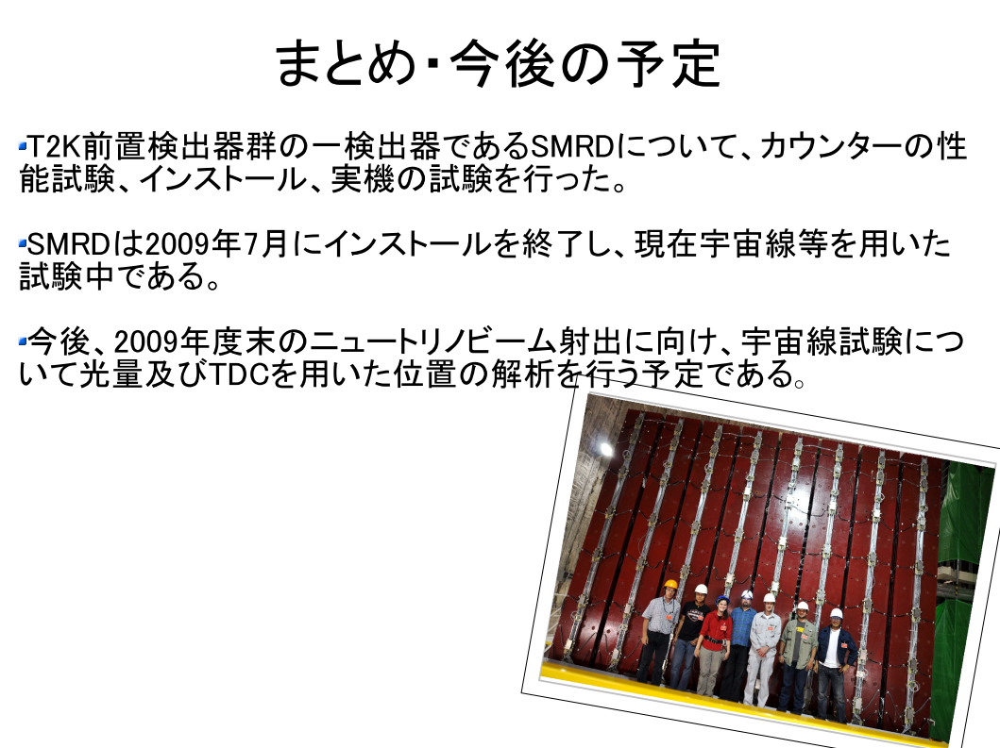 まとめ・今後の予定
T2K前置検出器群の一検出器であるSMRDについて、カウンターの性
能試験、インストール、実機の試験を行った。
SMRDは2009年7月にインストールを終了し、現在宇宙線等を用いた
試験中である。
今後、2009年度末のニュートリノビーム射出に向け、宇宙線試験につ
いて光量及びTDCを用いた位置の解析を行う予定である。